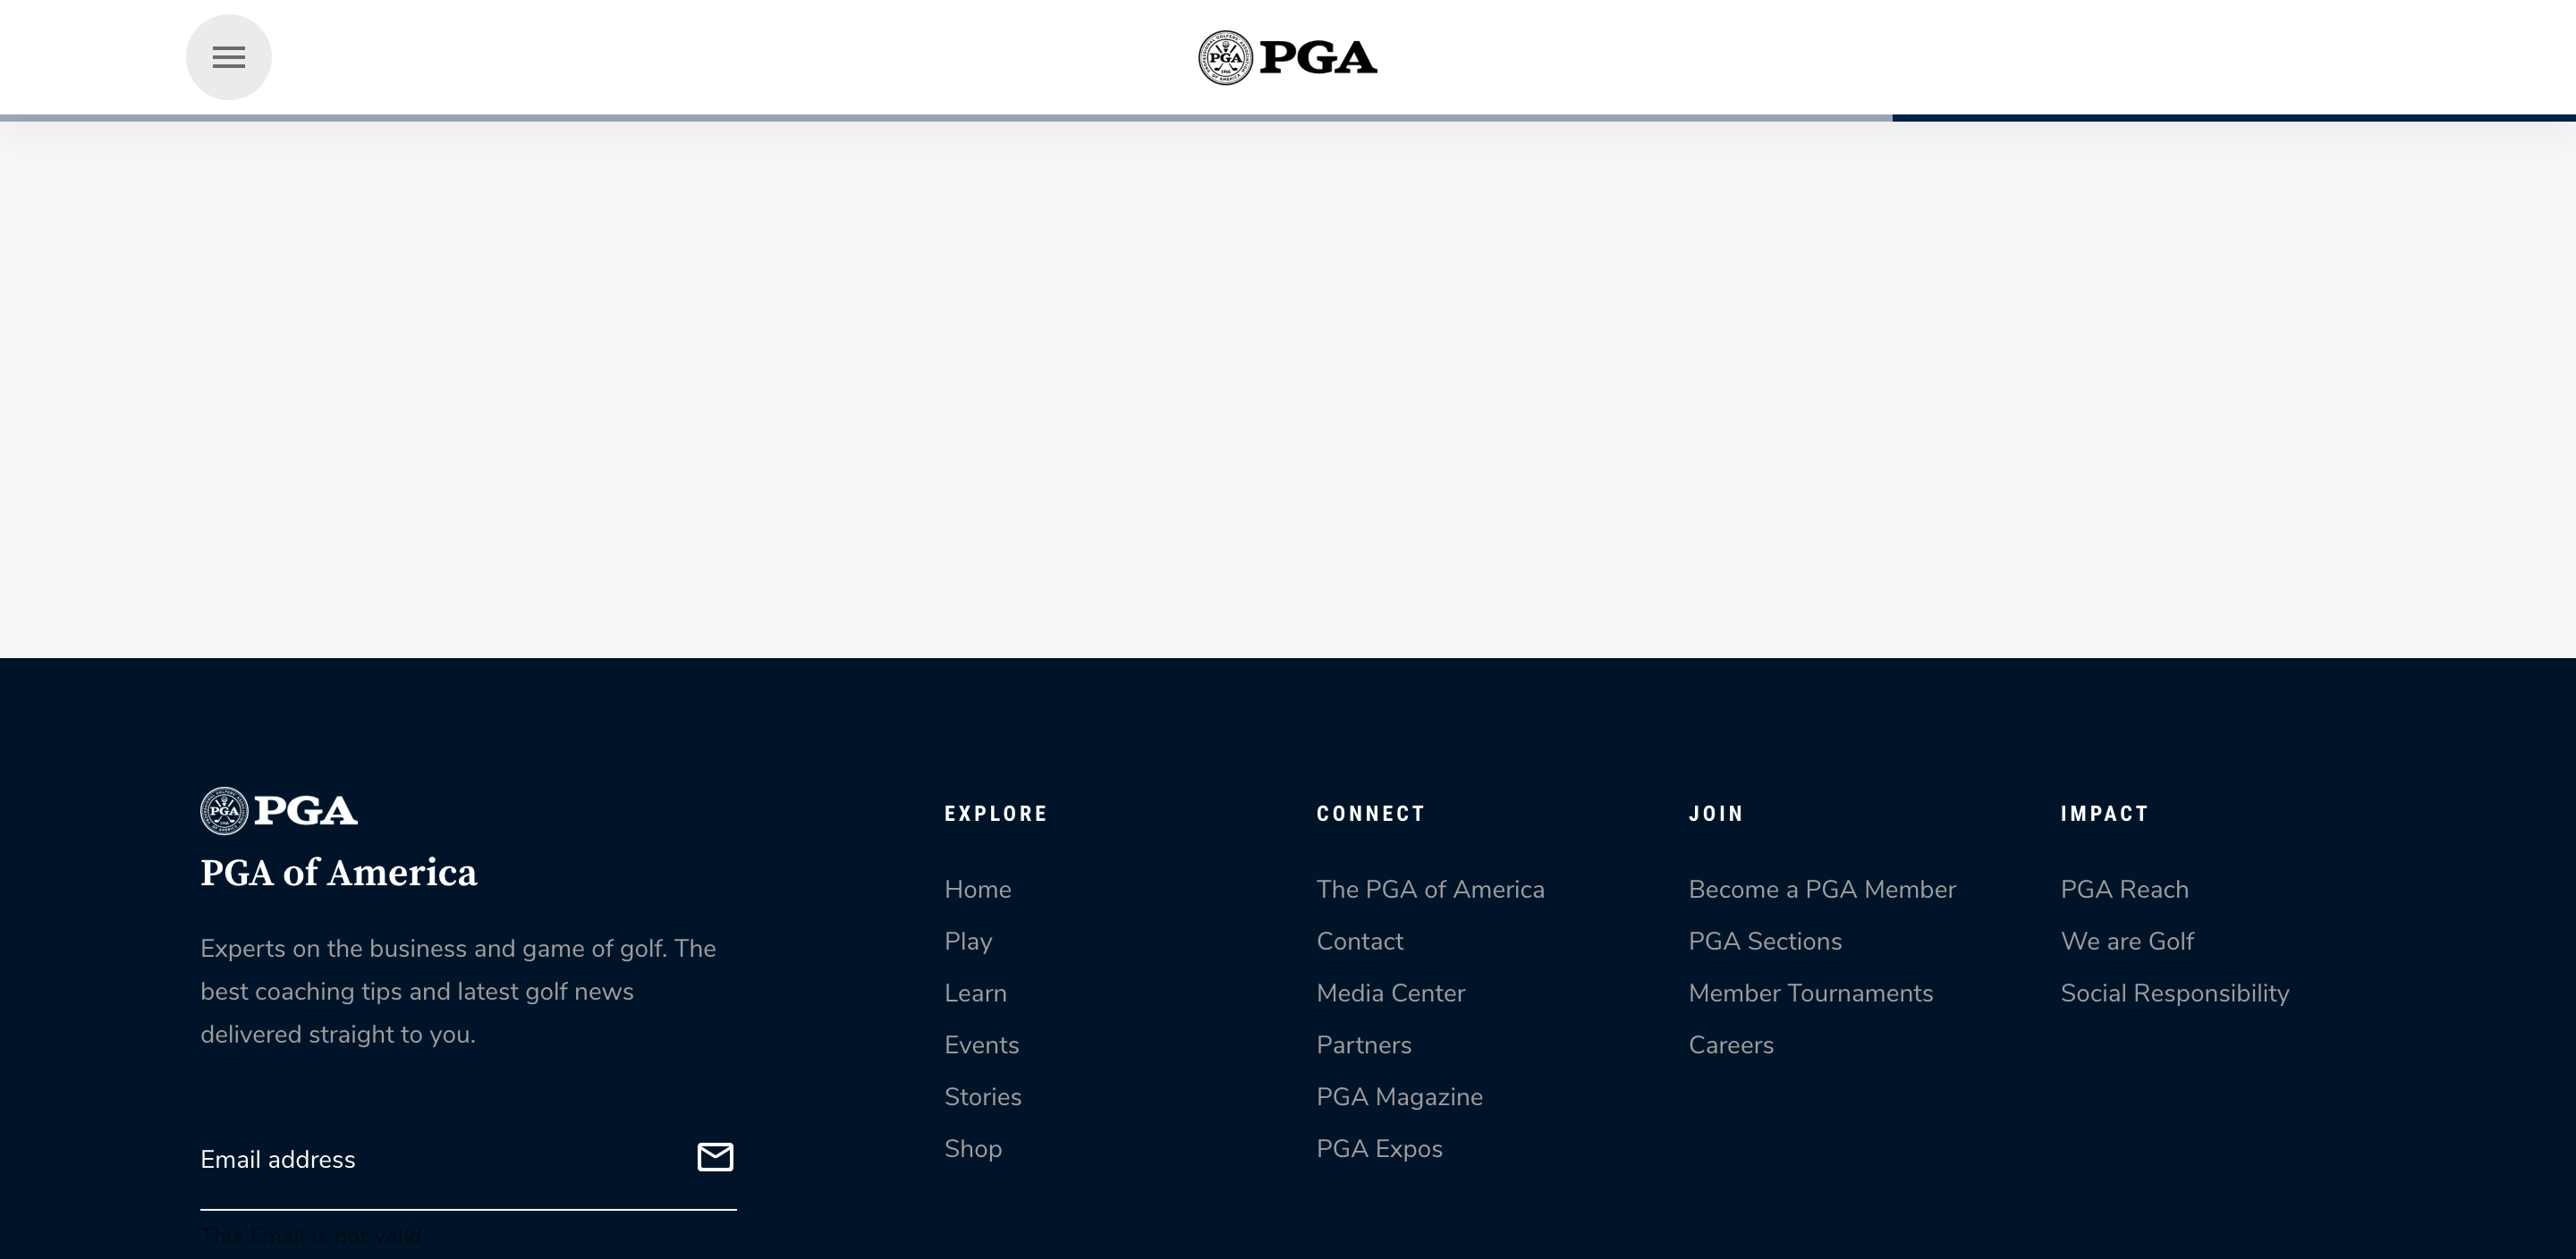 PGA
PGA
PGA
PGA
PGA of America
Experts on the business and game of golf. The
best coaching tips and latest golf news
delivered straight to you.
Email address
This Email is not valid.
EXPLORE
Home
Play
Learn
Events
Stories
Shop
CONNECT
The PGA of America
Contact
Media Center
Partners
PGA Magazine
PGA Expos
JOIN
Become a PGA Member
PGA Sections
Member Tournaments
Careers
IMPACT
PGA Reach
We are Golf
Social Responsibility